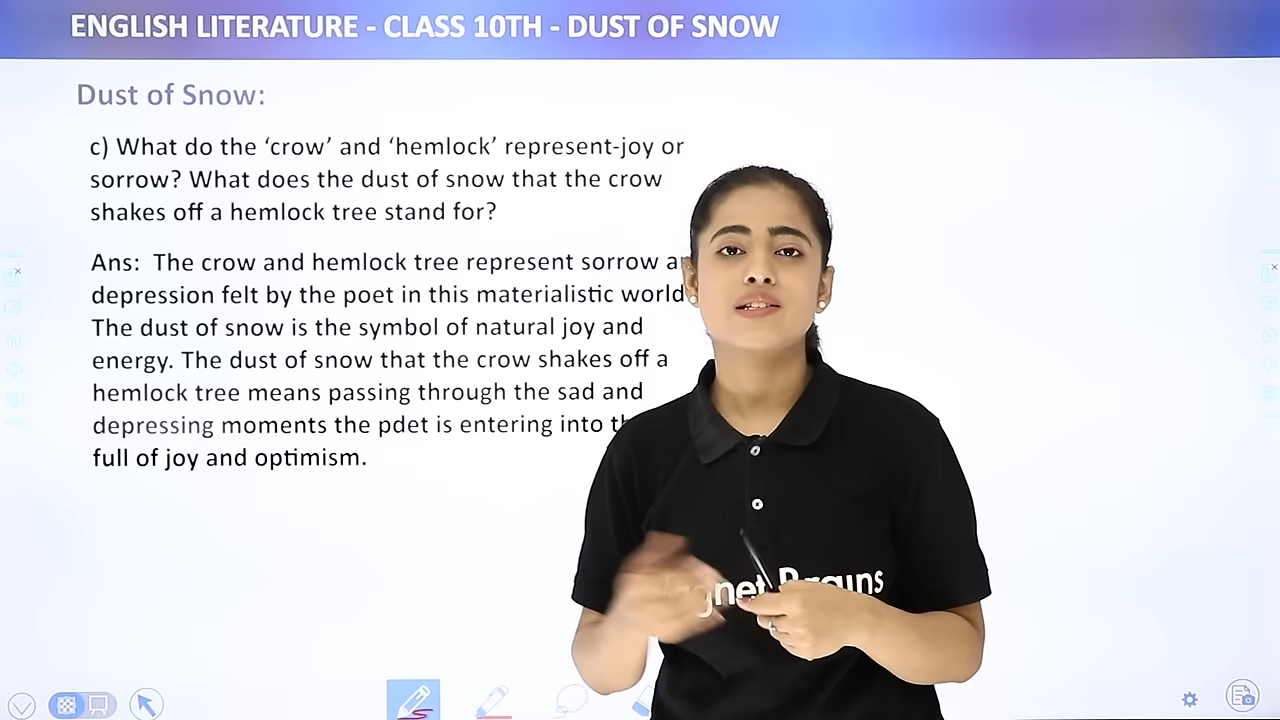 ENGLISH LITERATURE - CLASS 10TH - DUST OF SNOW
Dust of Snow:
c) What do the ‘crow’ and ‘hemlock’ represent-joy or
sorrow? What does the dust of snow that the crow
shakes off a hemlock tree stand for?
Ans: The crow and hemlock tree represent sorrow
depression felt by the poet in this materialistic world
The dust of snow is the symbol of natural joy and
energy. The dust of snow that the crow shakes off a
hemlock tree means passing through the sad and
depressing moments the pdet is entering into
full of joy and optimism.